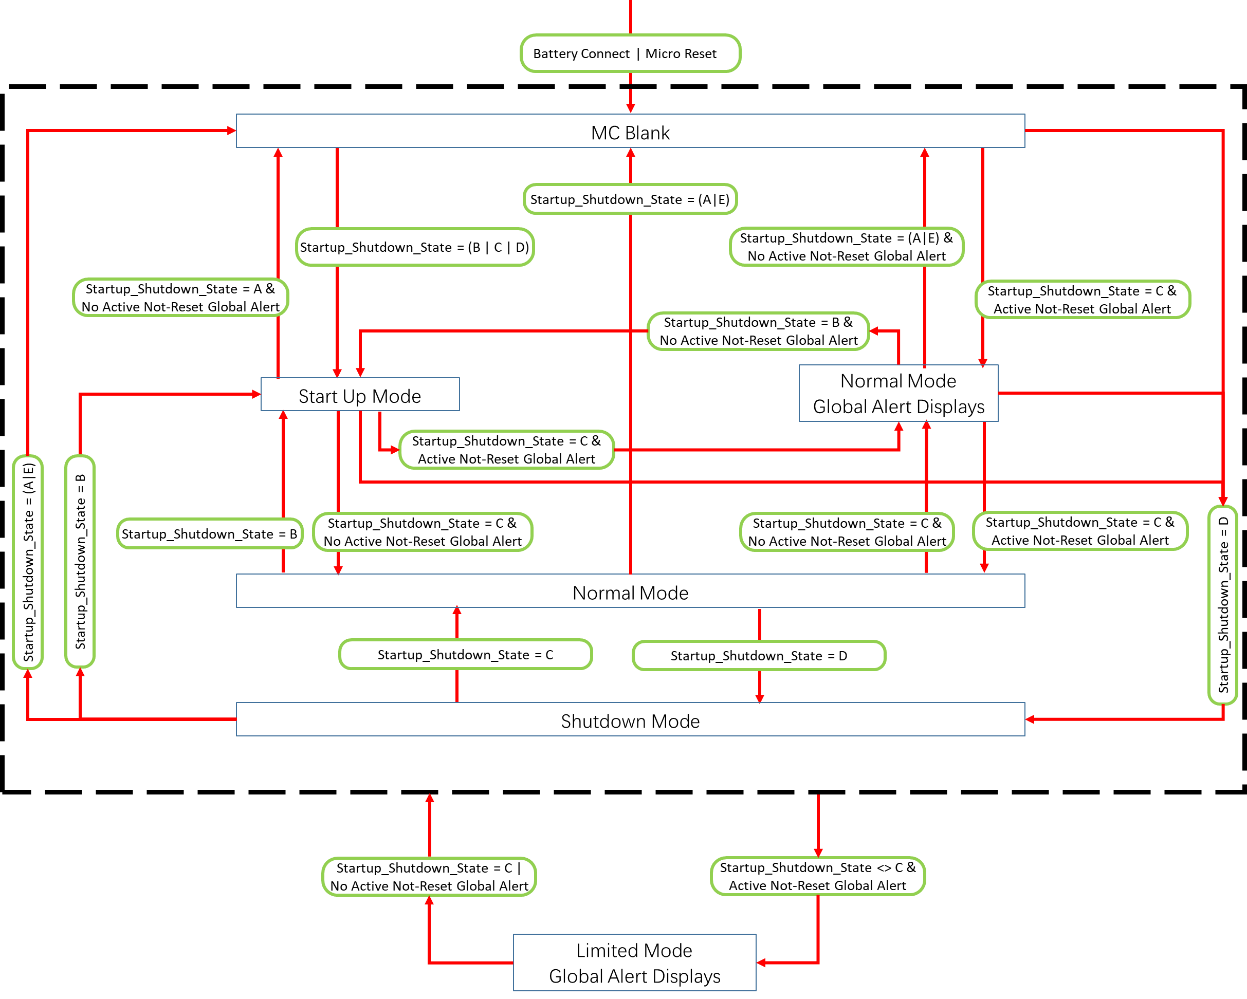 Battery Connect | Micro Reset
MC Blank
Startup_Shutdown_State = (A|E)
Startup_Shutdown_State = (B | C | D)
Startup_Shutdown_State = (A|E) &
No Active Not-Reset Global Alert
Startup_Shutdown_State = A &
No Active Not-Reset Global Alert
Startup_Shutdown_State = C &
Active Not-Reset Global Alert
Startup_Shutdown_State = B &
No Active Not-Reset Global Alert
Start Up Mode
Normal Mode
Global Alert Displays
Startup_Shutdown_State = C &
Active Not-Reset Global Alert
Startup_Shutdown_State = (A|E)
Startup_Shutdown_State = B
Startup_Shutdown_State = B
Startup_Shutdown_State = C &
No Active Not-Reset Global Alert
Startup_Shutdown_State = C &
No Active Not-Reset Global Alert
Startup_Shutdown_State = C &
Active Not-Reset Global Alert
Startup_Shutdown_State = D
Normal Mode
Startup_Shutdown_State = C
Startup_Shutdown_State = D
Shutdown Mode
Startup_Shutdown_State = C |
No Active Not-Reset Global Alert
Startup_Shutdown_State <> C &
Active Not-Reset Global Alert
Limited Mode
Global Alert Displays